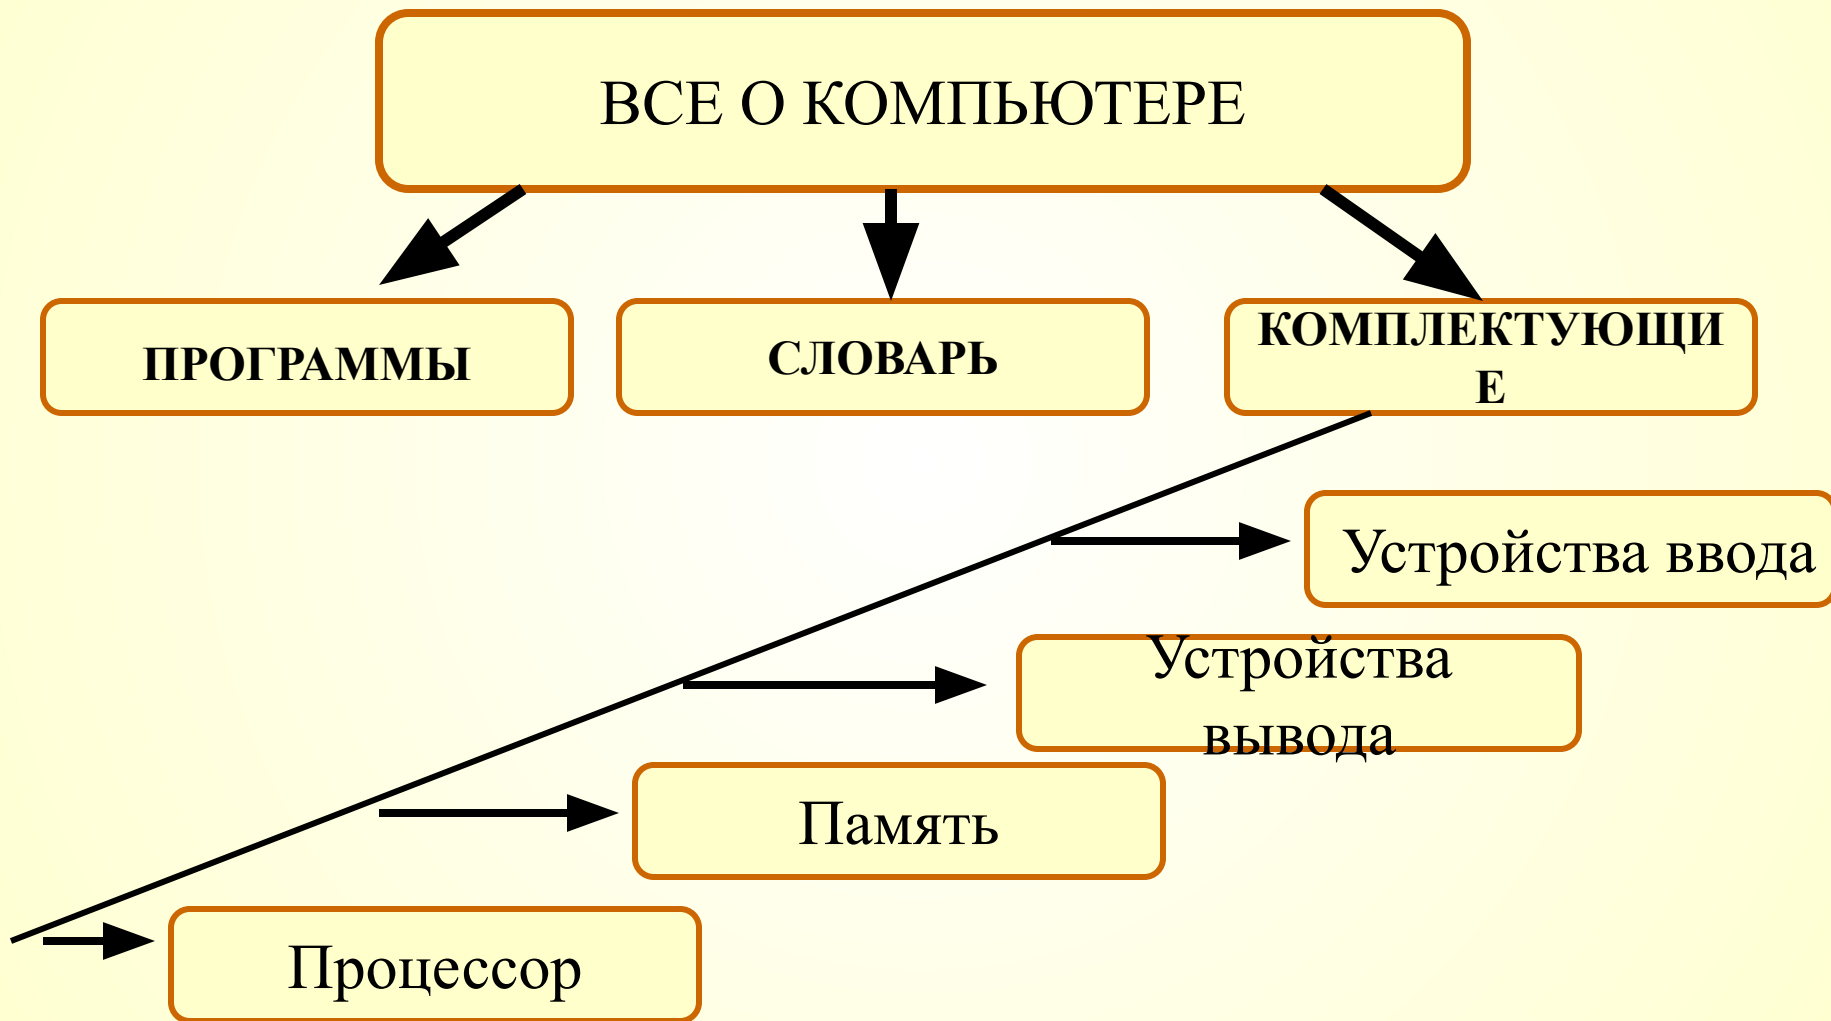 ВСЕ О КОМПЬЮТЕРЕ
ПРОГРАММЫ
СЛОВАРЬ
КОМПЛЕКТУЮЩИ
Е
Устройства ввода
Устройства
вывода
Память
Процессор